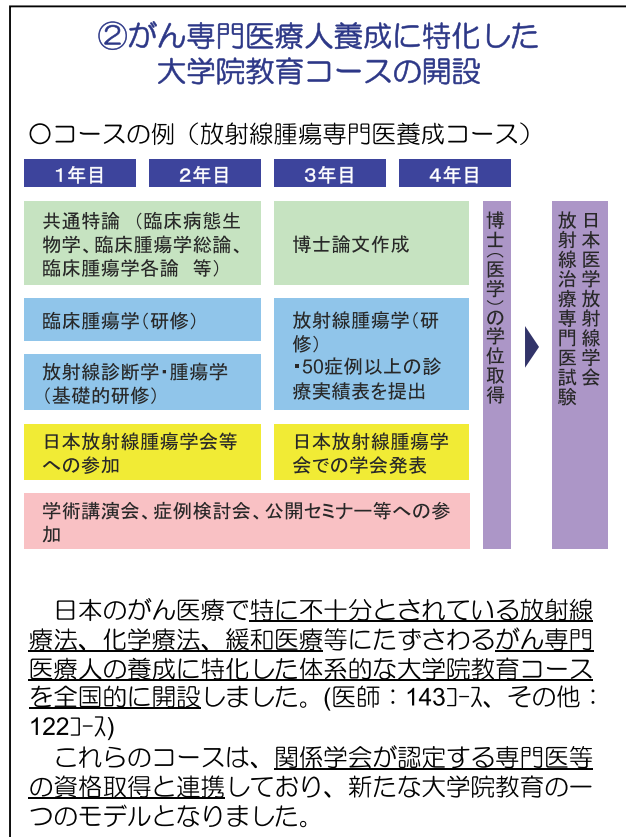 ②がん専門医療人養成に特化した
大学院教育コースの開設
〇コースの例（放射線腫瘍専門医養成コース）
1年目
2年目
3年目
4年目
共通特論（臨床病態生
物学、臨床腫瘍学総論、
臨床腫瘍学各論 等）
博士論文作成
臨床腫瘍学（研修）
放射線診断学・腫瘍学
（基礎的研修）
放射線腫瘍学（研
修）
・50症例以上の診
療実績表を提出
日本放射線腫瘍学会等
への参加
日本放射線腫瘍学
会での学会発表
学術講演会、症例検討会、公開セミナー等への参
加
博士（医学）の学位取得
日本医学放射線学会
放射線治療専門医試験
日本のがん医療で特に不十分とされている放射線
療法、化学療法、緩和医療等にたずさわるがん専門
医療人の養成に特化した体系的な大学院教育コース
を全国的に開設しました。(医師：143ｺｰｽ、その他：
122ｺｰｽ)
これらのコースは、関係学会が認定する専門医等
の資格取得と連携しており、新たな大学院教育の一
つのモデルとなりました。